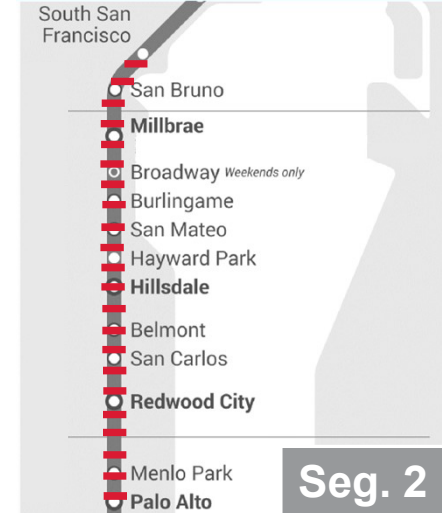 South San
Francisco
San Bruno
Millbrae
Broadway Weekends only
Burlingame
San Mateo
Hayward Park
Hillsdale
Belmont
San Carlos
Redwood City
Menlo Park
Palo Alto
Seg. 2